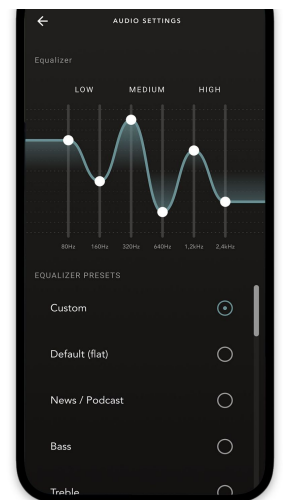 AUDIO SETTINGS
Equalizer
LOW MEDIUM HIGH
80Hz 160Hz 320Hz 640Hz 1,2kHz 2,4kHz
EQUALIZER PRESETS
Custom
Default (flat)
News / Podcast
Bass
Treble